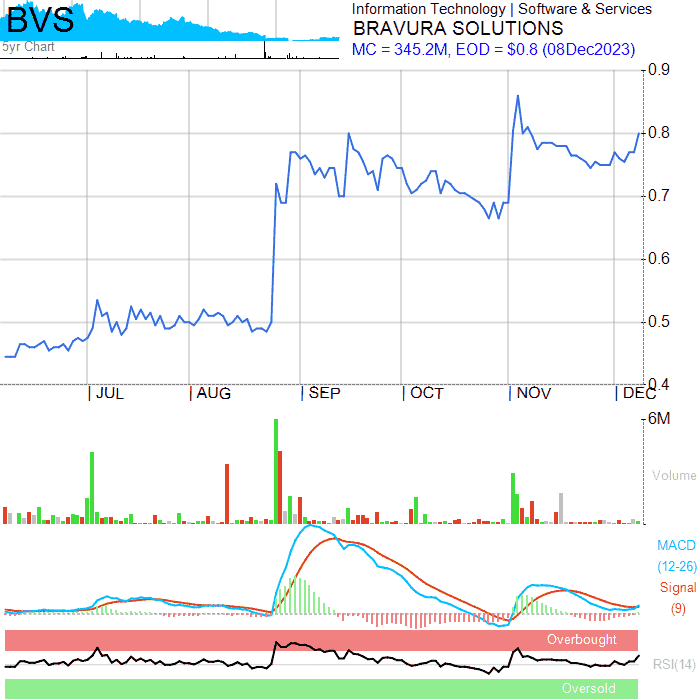 BVS
5yr Chart
Information Technology | Software & Services
BRAVURA SOLUTIONS
MC = 345.2M, EOD = $0.8 (08Dec2023)
0.9
0.8
0.7
0.6
0.5
0.4
JUL AUG SEP OCT NOV DEC
6M
Volume
MACD
(12-26)
Signal
(9)
Overbought
RSI(14)
Oversold